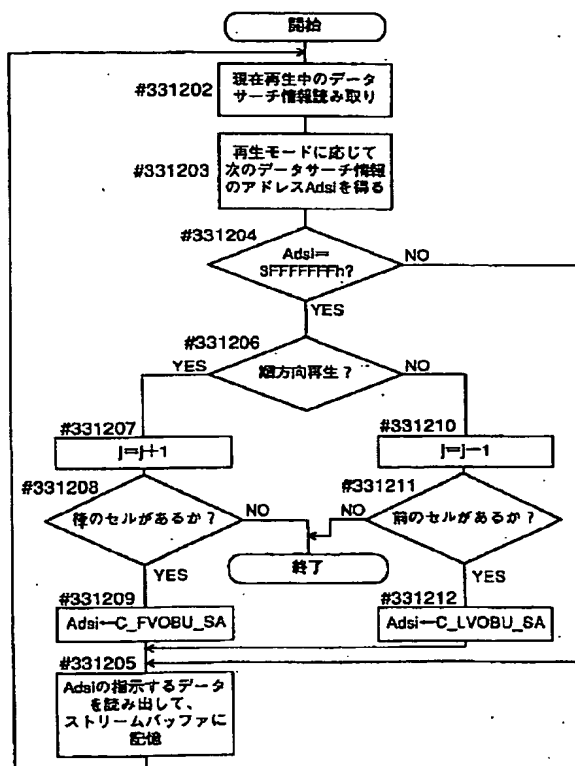 開始
#331202
現在再生中のデータ
サーチ情報読み取り
#331203
再生モードに応じて
次のデータサーチ情報
のアドレスAdsiを得る
#331204
Adsi=
3FFFFFFFh?
NO
YES
#331206
YES
順方向再生?
NO
#331207
j=j+1
#331210
j=j-1
#331208
後のセルがあるか?
NO
#331211
NO
前のセルがあるか?
終了
YES
YES
#331209
Adsi←C_FVOBU_SA
#331212
Adsi←C_LVOBU_SA
#331205
Adsiの指示するデータ
を読み出して、
ストリームバッファに
記憶